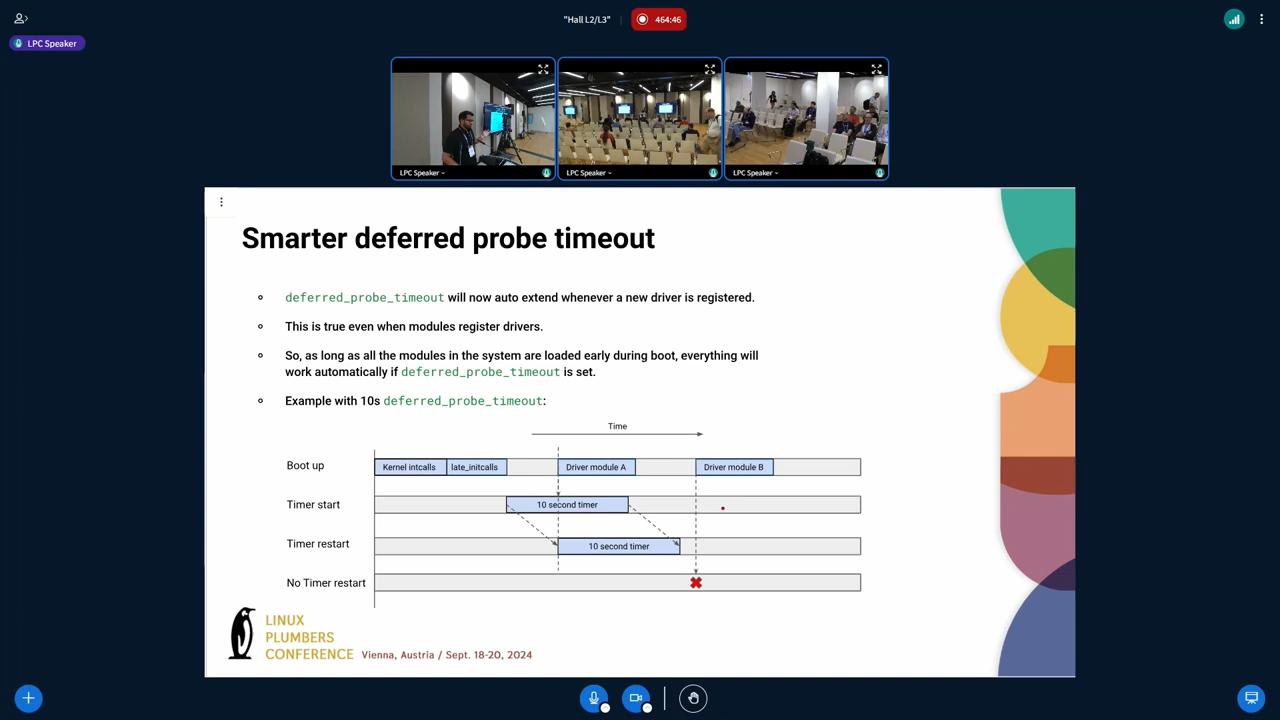 "Hall L2/L3"
464:46
LPC Speaker
LPC Speaker
LPC Speaker
LPC Speaker
Smarter deferred probe timeout
deferred_probe_timeout will now auto extend whenever a new driver is registered.
This is true even when modules register drivers.
So, as long as all the modules in the system are loaded early during boot, everything will
work automatically if deferred_probe_timeout is set.
Example with 10s deferred_probe_timeout:
Time
Boot up
Kernel intcalls
late_initcalls
Driver module A
Driver module B
Timer start
10 second timer
Timer restart
10 second timer
No Timer restart
LINUX
PLUMBERS
CONFERENCE
Vienna, Austria / Sept. 18-20, 2024